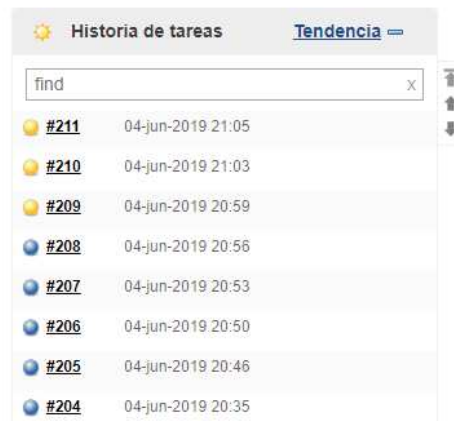 Historia de tareas Tendencia
find x
#211 04-jun-2019 21:05
#210 04-jun-2019 21:03
#209 04-jun-2019 20:59
#208 04-jun-2019 20:56
#207 04-jun-2019 20:53
#206 04-jun-2019 20:50
#205 04-jun-2019 20:46
#204 04-jun-2019 20:35